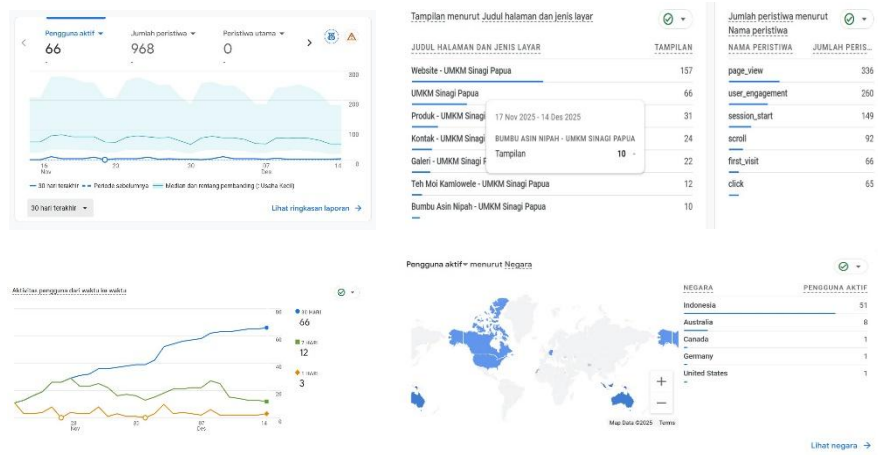 Pengguna aktif
66
-
Jumlah peristiwa
968
-
Peristiwa utama
0
-
300
200
100
0
16
Nov
23
30
07
Des
14
30 hari terakhir
Periode sebelumnya
Median dan rentang pembanding (: Usaha Kecil)
30 hari terakhir
Lihat ringkasan laporan →
Tampilan menurut Judul halaman dan jenis layar
JUDUL HALAMAN DAN JENIS LAYAR TAMPILAN
Website - UMKM Sinagi Papua 157
UMKM Sinagi Papua 66
Produk - UMKM Sinagi 31
Kontak - UMKM Sinagi 24
Galeri - UMKM Sinagi P 22
Teh Moi Kamlowele - UMKM Sinagi Papua 12
Bumbu Asin Nipah - UMKM Sinagi Papua 10
17 Nov 2025 - 14 Des 2025
BUMBU ASIN NIPAH - UMKM SINAGI PAPUA
Tampilan 10 -
Jumlah peristiwa menurut
Nama peristiwa
NAMA PERISTIWA JUMLAH PERIS...
page_view 336
user_engagement 260
session_start 149
scroll 92
first_visit 66
click 65
Aktivitas pengguna dari waktu ke waktu
80
60
40
20
0
30 HARI
66
7 HARI
12
1 HARI
3
23
Nov
07
Des
14
Pengguna aktif menurut Negara
NEGARA PENGGUNA AKTIF
Indonesia 51
Australia 8
Canada 1
Germany 1
United States 1
+
−
Map Data ©2025 Terms
Lihat negara →